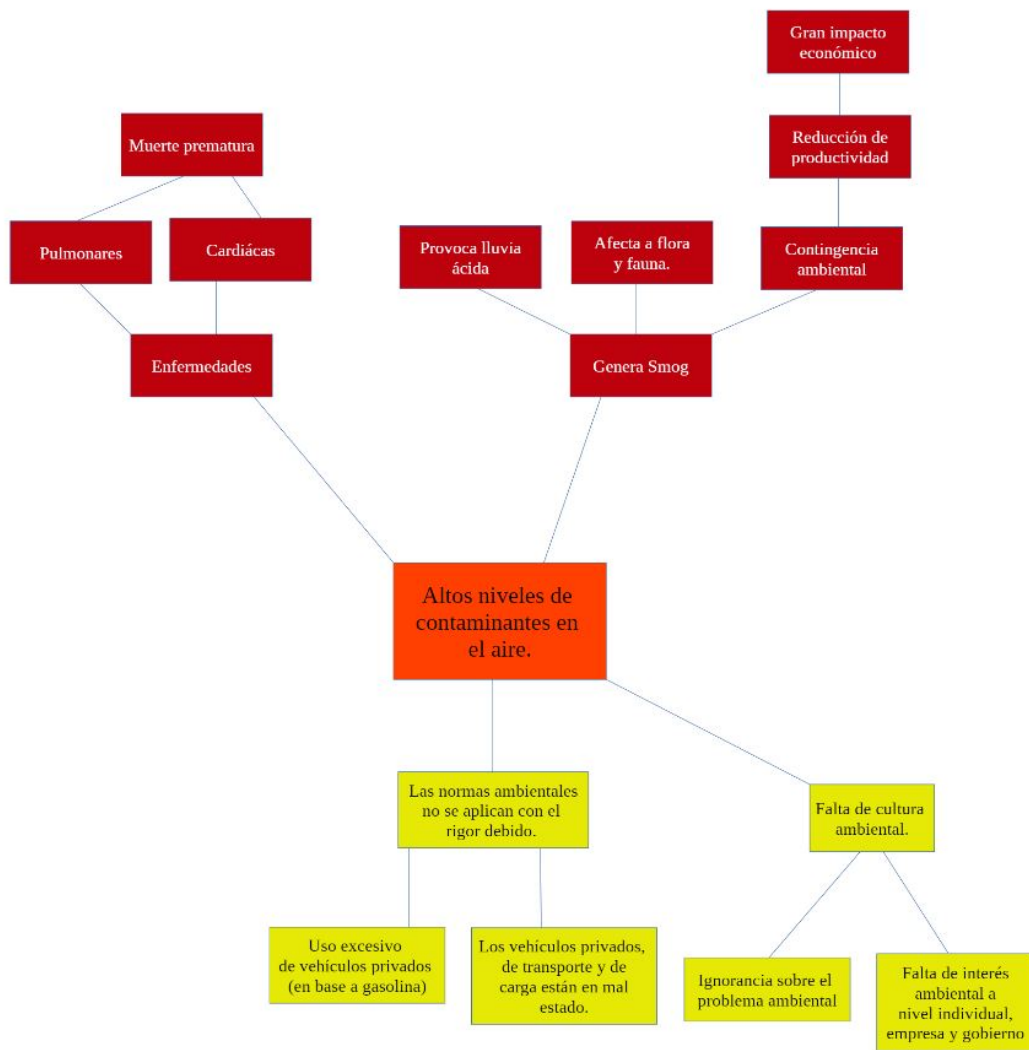 Gran impacto
económico
Muerte prematura
Reducción de
productividad
Pulmonares
Cardiácas
Provoca lluvia
ácida
Afecta a flora
y fauna.
Contingencia
ambiental
Enfermedades
Genera Smog
Altos niveles de
contaminantes en
el aire.
Las normas ambientales
no se aplican con el
rigor debido.
Falta de cultura
ambiental.
Uso excesivo
de vehículos privados
(en base a gasolina)
Los vehículos privados,
de transporte y de
carga están en mal
estado.
Ignorancia sobre el
problema ambiental
Falta de interés
ambiental a
nivel individual,
empresa y gobierno